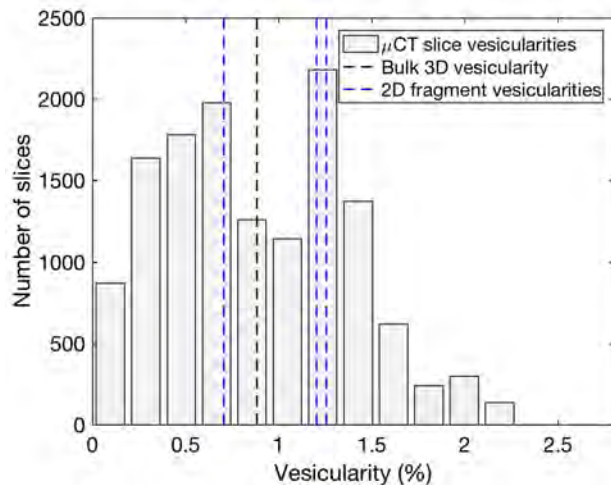 2500
2000
1500
1000
500
0
Number of slices
μCT slice vesicularities
Bulk 3D vesicularity
2D fragment vesicularities
0 0.5 1 1.5 2 2.5
Vesicularity (%)